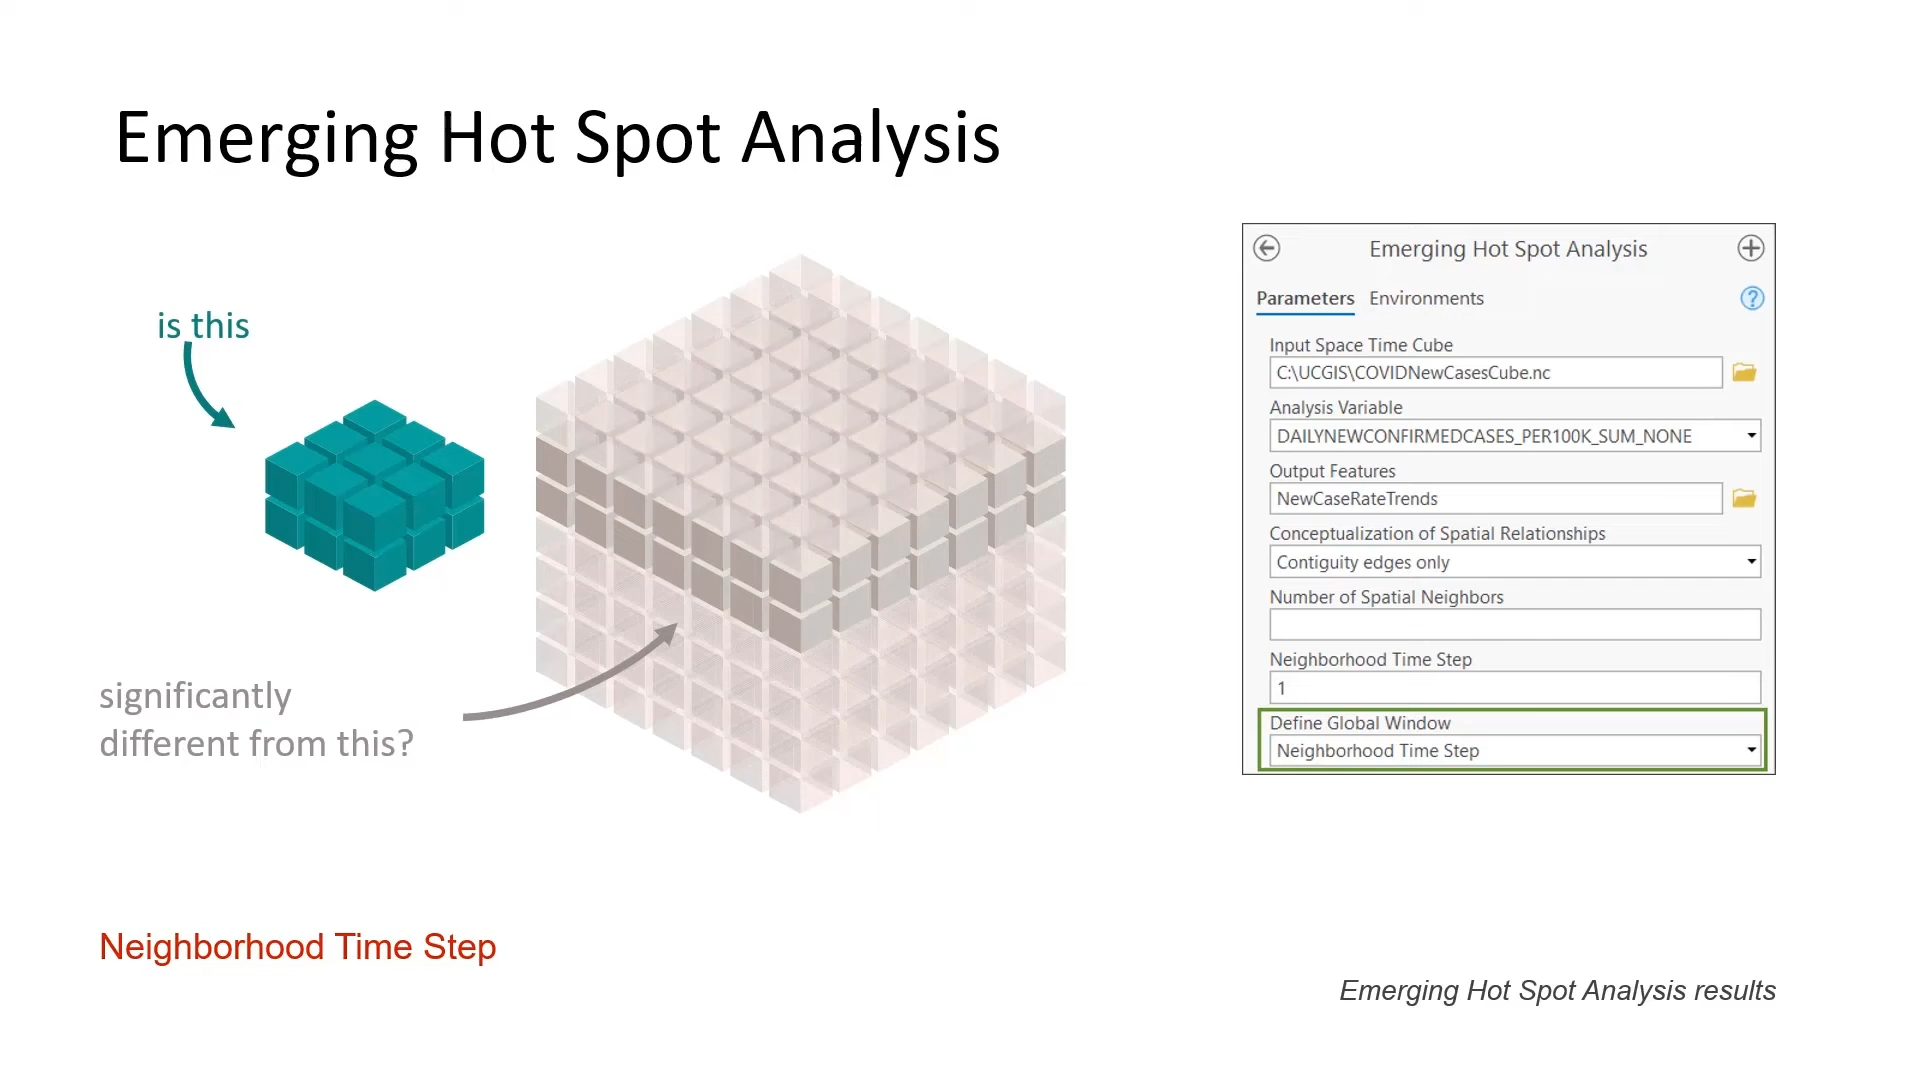 Emerging Hot Spot Analysis
is this
significantly
different from this?
Neighborhood Time Step
Emerging Hot Spot Analysis
Parameters Environments
?
Input Space Time Cube
C:\UCGIS\COVIDNewCasesCube.nc
Analysis Variable
DAILYNEWCONFIRMEDCASES_PER100K_SUM_NONE
Output Features
NewCaseRateTrends
Conceptualization of Spatial Relationships
Contiguity edges only
Number of Spatial Neighbors
Neighborhood Time Step
1
Define Global Window
Neighborhood Time Step
Emerging Hot Spot Analysis results